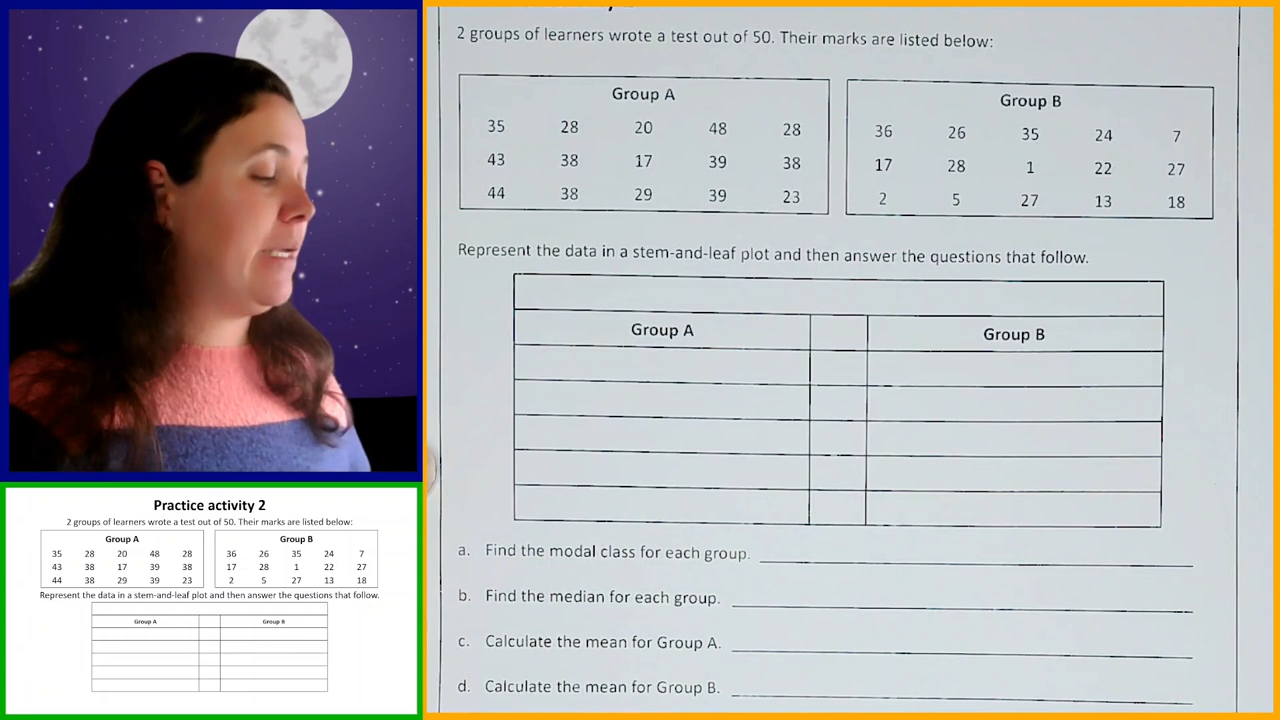 2 groups of learners wrote a test out of 50. Their marks are listed below:
Group A
35 28 20 48 28
43 38 17 39 38
44 38 29 39 23
Group B
36 26 35 24 7
17 28 1 22 27
2 5 27 13 18
Represent the data in a stem-and-leaf plot and then answer the questions that follow.
Group A Group B
a. Find the modal class for each group.
b. Find the median for each group.
c. Calculate the mean for Group A.
d. Calculate the mean for Group B.
Practice activity 2
2 groups of learners wrote a test out of 50. Their marks are listed below:
Group A
35 28 20 48 28
43 38 17 39 38
44 38 29 39 23
Group B
36 26 35 24 7
17 28 1 22 27
2 5 27 13 18
Represent the data in a stem-and-leaf plot and then answer the questions that follow.
Group A Group B